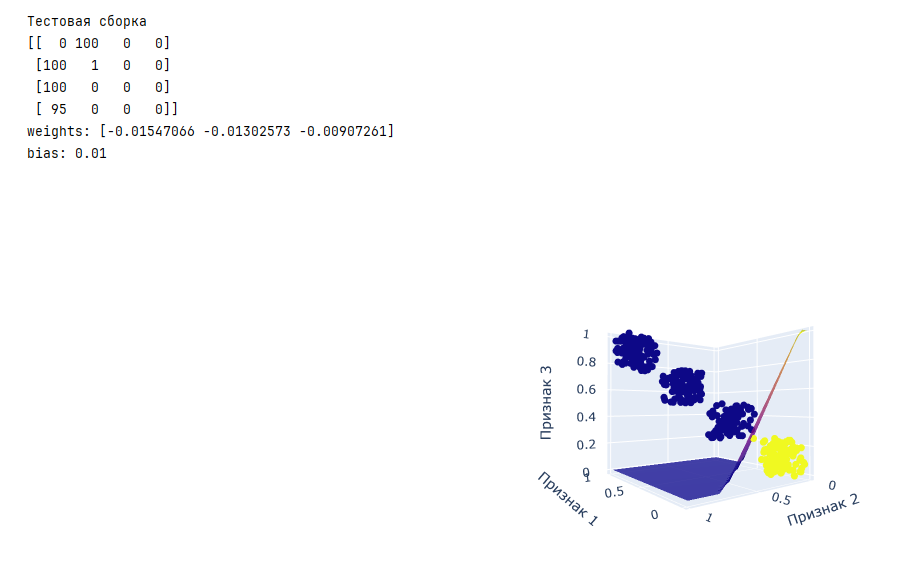 Тестовая сборка
[[  0 100   0   0]
 [100   1   0   0]
 [100   0   0   0]
 [ 95   0   0   0]]
weights: [-0.01547066 -0.01302573 -0.00907261]
bias: 0.01
1
0.8
0.6
0.4
0.2
0
Признак 3
1
0.5
0
Признак 1
1
0.5
0
Признак 2